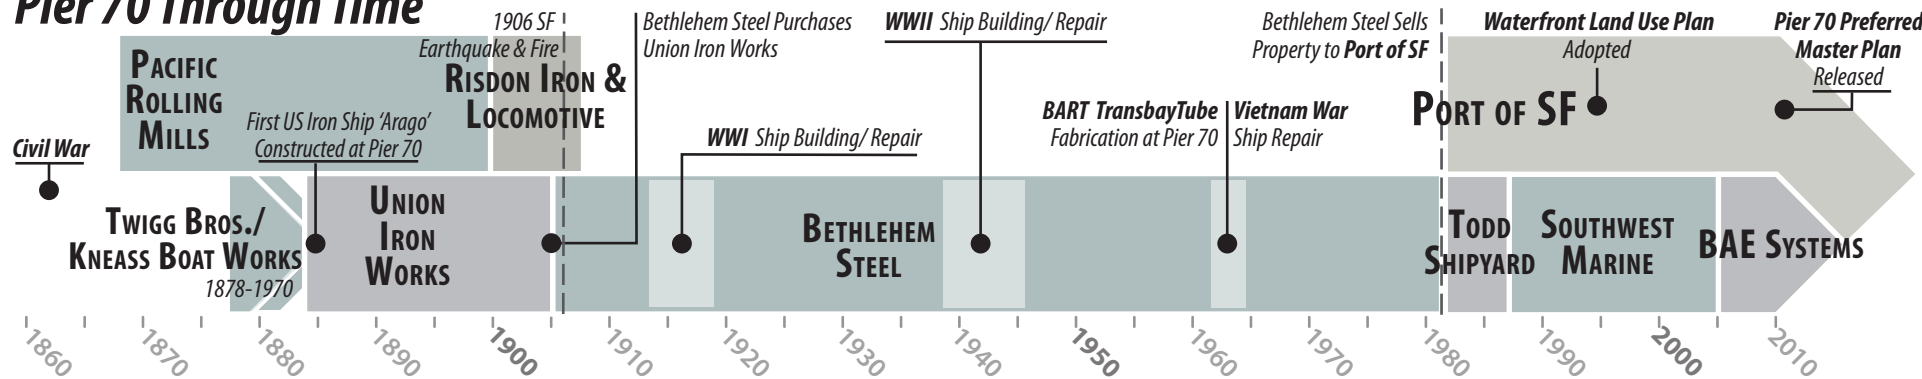 Pier 70 Through Time
1906 SF
Earthquake & Fire
Bethlehem Steel Purchases
Union Iron Works
WWII Ship Building/ Repair
Bethlehem Steel Sells
Property to Port of SF
Waterfront Land Use Plan
Adopted
Pier 70 Preferred
Master Plan
Released
Pacific
Rolling
Mills
Risdon Iron &
Locomotive
First US Iron Ship ‘Arago’
Constructed at Pier 70
Civil War
WWI Ship Building/ Repair
BART TransbayTube
Fabrication at Pier 70
Vietnam War
Ship Repair
Port of SF
Twigg Bros./
Kneass Boat Works
1878-1970
Union
Iron
Works
Bethlehem
Steel
Todd
Shipyard
Southwest
Marine
BAE Systems
1860
1870
1880
1890
1900
1910
1920
1930
1940
1950
1960
1970
1980
1990
2000
2010